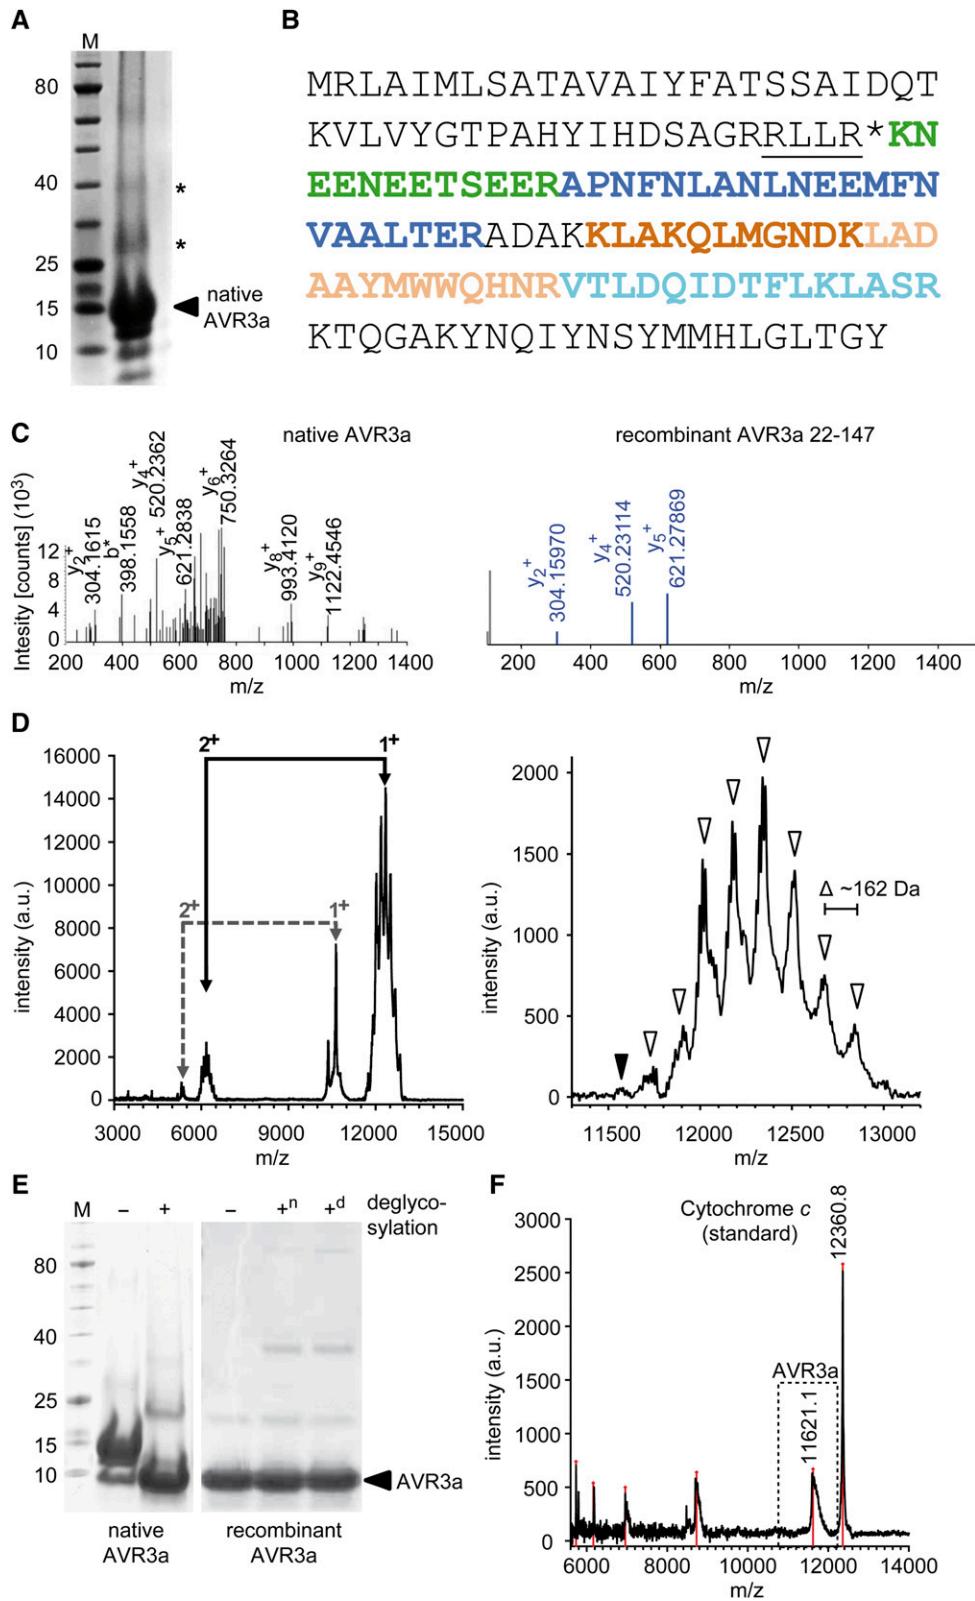 A
M
80
40
*
*
25
15
10
native
AVR3a
B
MRLAIMLSATAVAIYFATSSAIDQT
KVLVYGTPAHYIHDSAGRRLLR*KN
EENEETSEERAPNFNLANLNEEMFN
VAALTERADAKKLAKQLMGNDKLAD
AAYMWWQHNRVTLDQIDTFLKLASR
KTQGAKYNQIYNSYMMHLGLTGY
C
native AVR3a
recombinant AVR3a 22-147
Intesity [counts] (10³)
12
8
4
0
y₂⁺ 304.1615
b* 398.1558
y₄⁺ 520.2362
y₅⁺ 621.2838
y₆⁺ 750.3264
y₈⁺ 993.4120
y₉⁺ 1122.4546
200 400 600 800 1000 1200 1400
m/z
y₂⁺ 304.15970
y₄⁺ 520.23114
y₅⁺ 621.27869
200 400 600 800 1000 1200 1400
m/z
D
16000
14000
12000
10000
8000
6000
4000
2000
0
intensity (a.u.)
2⁺ 1⁺
2⁺ 1⁺
3000 6000 9000 12000 15000
m/z
2000
1500
1000
500
0
intensity (a.u.)
Δ ~162 Da
11500 12000 12500 13000
m/z
E
M – + – +ⁿ +ᵈ
deglyco-
sylation
80
40
25
15
10
AVR3a
native
AVR3a
recombinant
AVR3a
F
Cytochrome c
(standard)
12360.8
AVR3a
11621.1
3000
2500
2000
1500
1000
500
0
intensity (a.u.)
6000 8000 10000 12000 14000
m/z